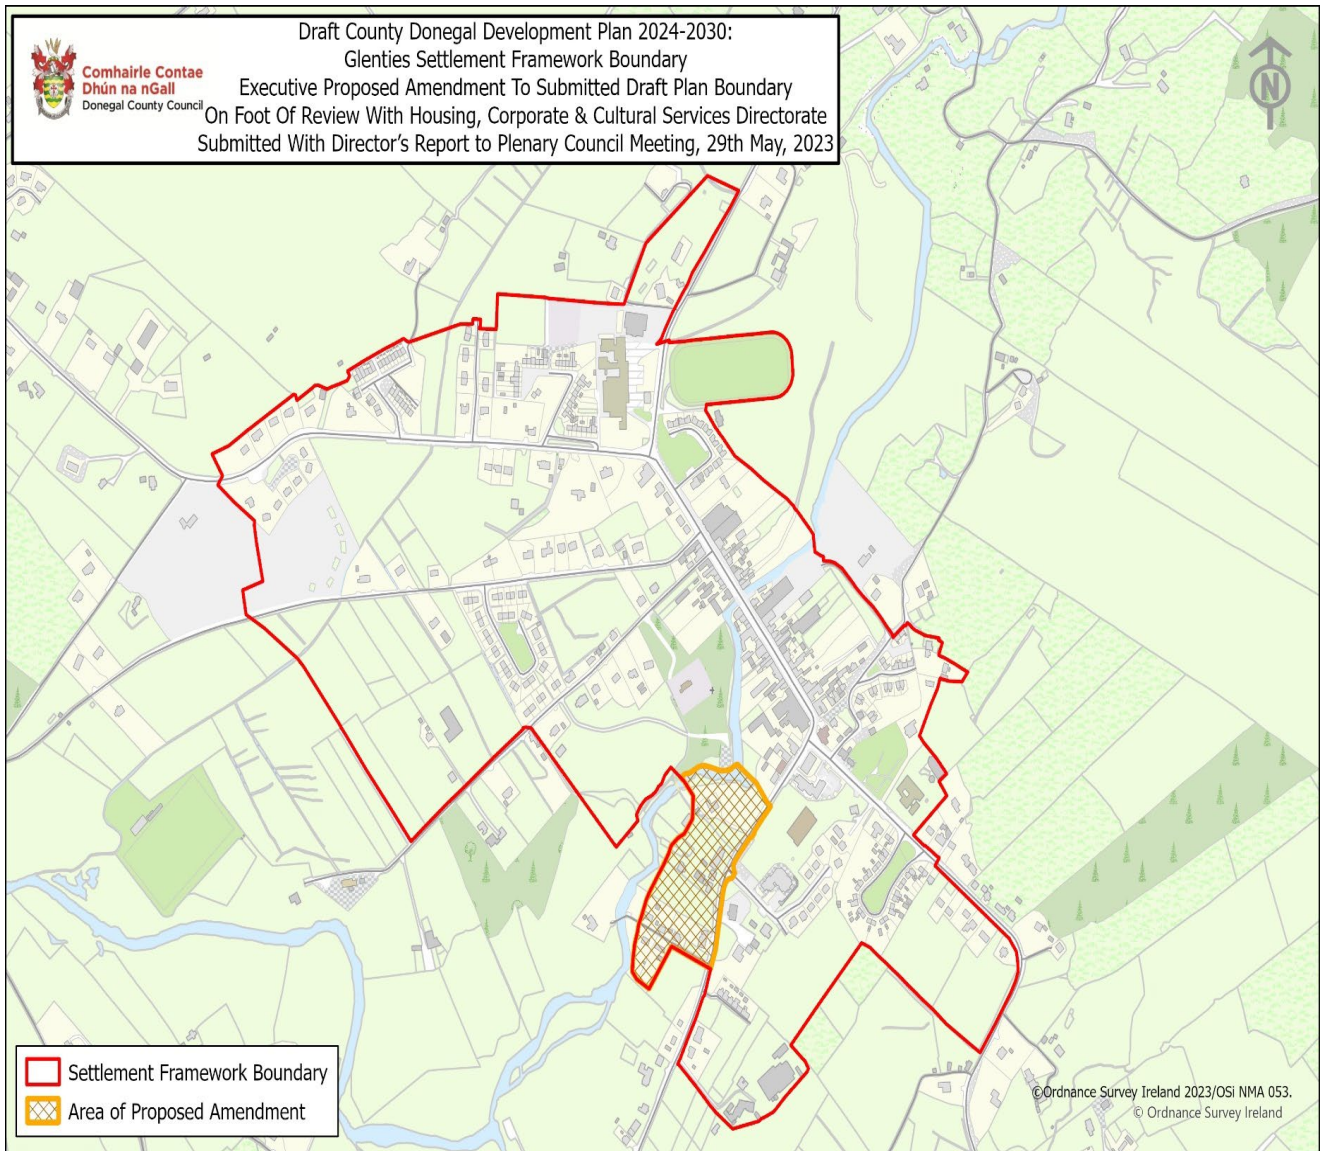 Draft County Donegal Development Plan 2024-2030:
Glenties Settlement Framework Boundary
Executive Proposed Amendment To Submitted Draft Plan Boundary
On Foot Of Review With Housing, Corporate & Cultural Services Directorate
Submitted With Director's Report to Plenary Council Meeting, 29th May, 2023
Comhairle Contae
Dhún na nGall
Donegal County Council
N
Settlement Framework Boundary
Area of Proposed Amendment
©Ordnance Survey Ireland 2023/OSi NMA 053.
© Ordnance Survey Ireland